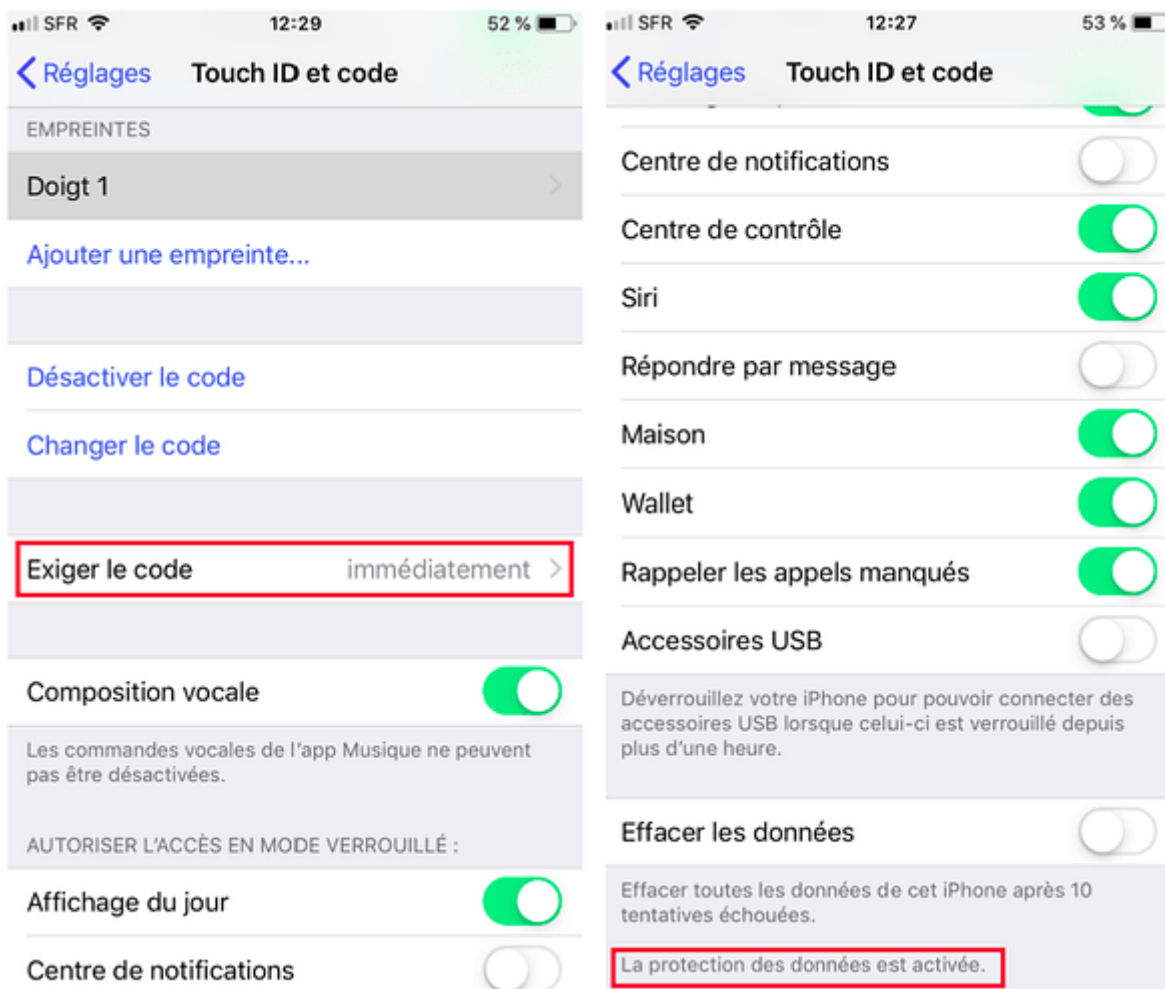 SFR 12:29 52 %
Réglages Touch ID et code
EMPREINTES
Doigt 1
Ajouter une empreinte...
Désactiver le code
Changer le code
Exiger le code immédiatement
Composition vocale
Les commandes vocales de l'app Musique ne peuvent
pas être désactivées.
AUTORISER L'ACCÈS EN MODE VERROUILLÉ :
Affichage du jour
Centre de notifications
SFR 12:27 53 %
Réglages Touch ID et code
Centre de notifications
Centre de contrôle
Siri
Répondre par message
Maison
Wallet
Rappeler les appels manqués
Accessoires USB
Déverrouillez votre iPhone pour pouvoir connecter des
accessoires USB lorsque celui-ci est verrouillé depuis
plus d'une heure.
Effacer les données
Effacer toutes les données de cet iPhone après 10
tentatives échouées.
La protection des données est activée.